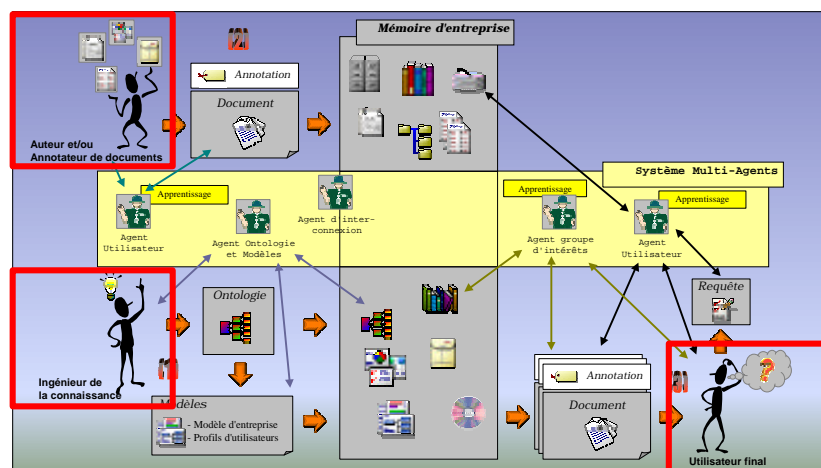 Mémoire d'entreprise
Annotation
Document
Auteur et/ou
Annotateur de documents
Système Multi-Agents
Apprentissage
Apprentissage
Apprentissage
Agent
Utilisateur
Agent Ontologie
et Modèles
Agent d'inter-
connexion
Agent groupe
d'intérêts
Agent
Utilisateur
Requête
Ontologie
Ingénieur de
la connaissance
Modèles
- Modèle d'entreprise
- Profils d'utilisateurs
Annotation
Document
Utilisateur final